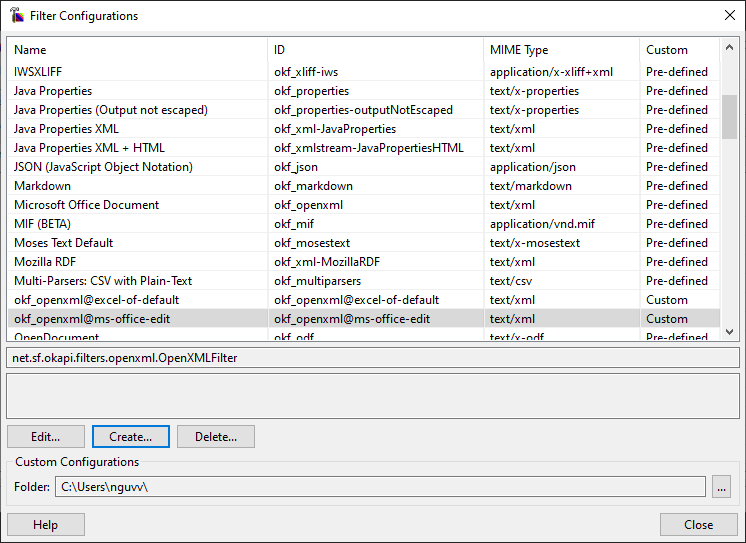 Filter Configurations
Name ID MIME Type Custom
IWSXLIFF okf_xliff-iws application/x-xliff+xml Pre-defined
Java Properties okf_properties text/x-properties Pre-defined
Java Properties (Output not escaped) okf_properties-outputNotEscaped text/x-properties Pre-defined
Java Properties XML okf_xml-JavaProperties text/xml Pre-defined
Java Properties XML + HTML okf_xmlstream-JavaPropertiesHTML text/xml Pre-defined
JSON (JavaScript Object Notation) okf_json application/json Pre-defined
Markdown okf_markdown text/markdown Pre-defined
Microsoft Office Document okf_openxml text/xml Pre-defined
MIF (BETA) okf_mif application/vnd.mif Pre-defined
Moses Text Default okf_mosestext text/x-mosestext Pre-defined
Mozilla RDF okf_xml-MozillaRDF text/xml Pre-defined
Multi-Parsers: CSV with Plain-Text okf_multiparsers text/csv Pre-defined
okf_openxml@excel-of-default okf_openxml@excel-of-default text/xml Custom
okf_openxml@ms-office-edit okf_openxml@ms-office-edit text/xml Custom
OpenDocument okf_odf text/x-odf Pre-defined
net.sf.okapi.filters.openxml.OpenXMLFilter
Edit... Create... Delete...
Custom Configurations
Folder: C:\Users\nguvv\ ...
Help Close